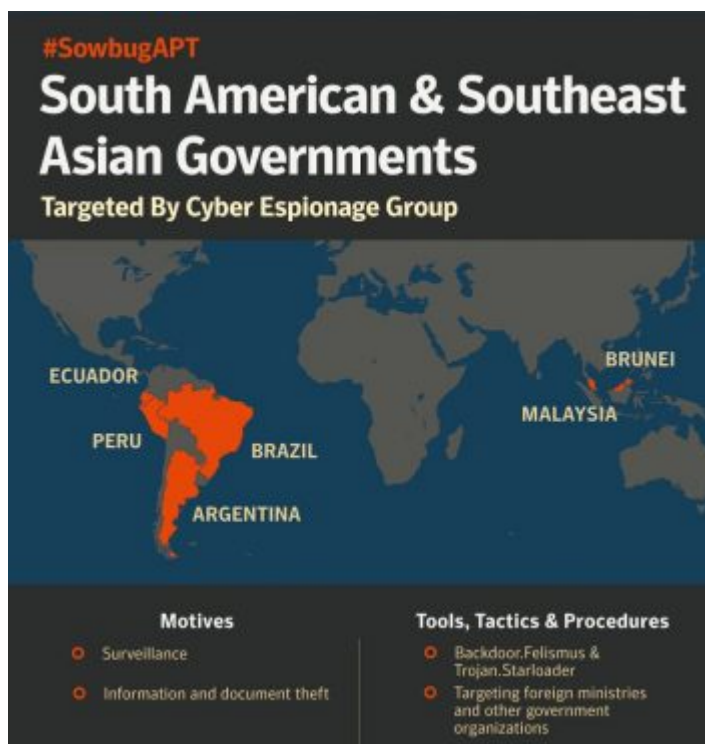 #SowbugAPT
South American & Southeast
Asian Governments
Targeted By Cyber Espionage Group
ECUADOR
PERU
BRAZIL
ARGENTINA
BRUNEI
MALAYSIA
Motives
Surveillance
Information and document theft
Tools, Tactics & Procedures
Backdoor.Felismus &
Trojan.Starloader
Targeting foreign ministries
and other government
organizations